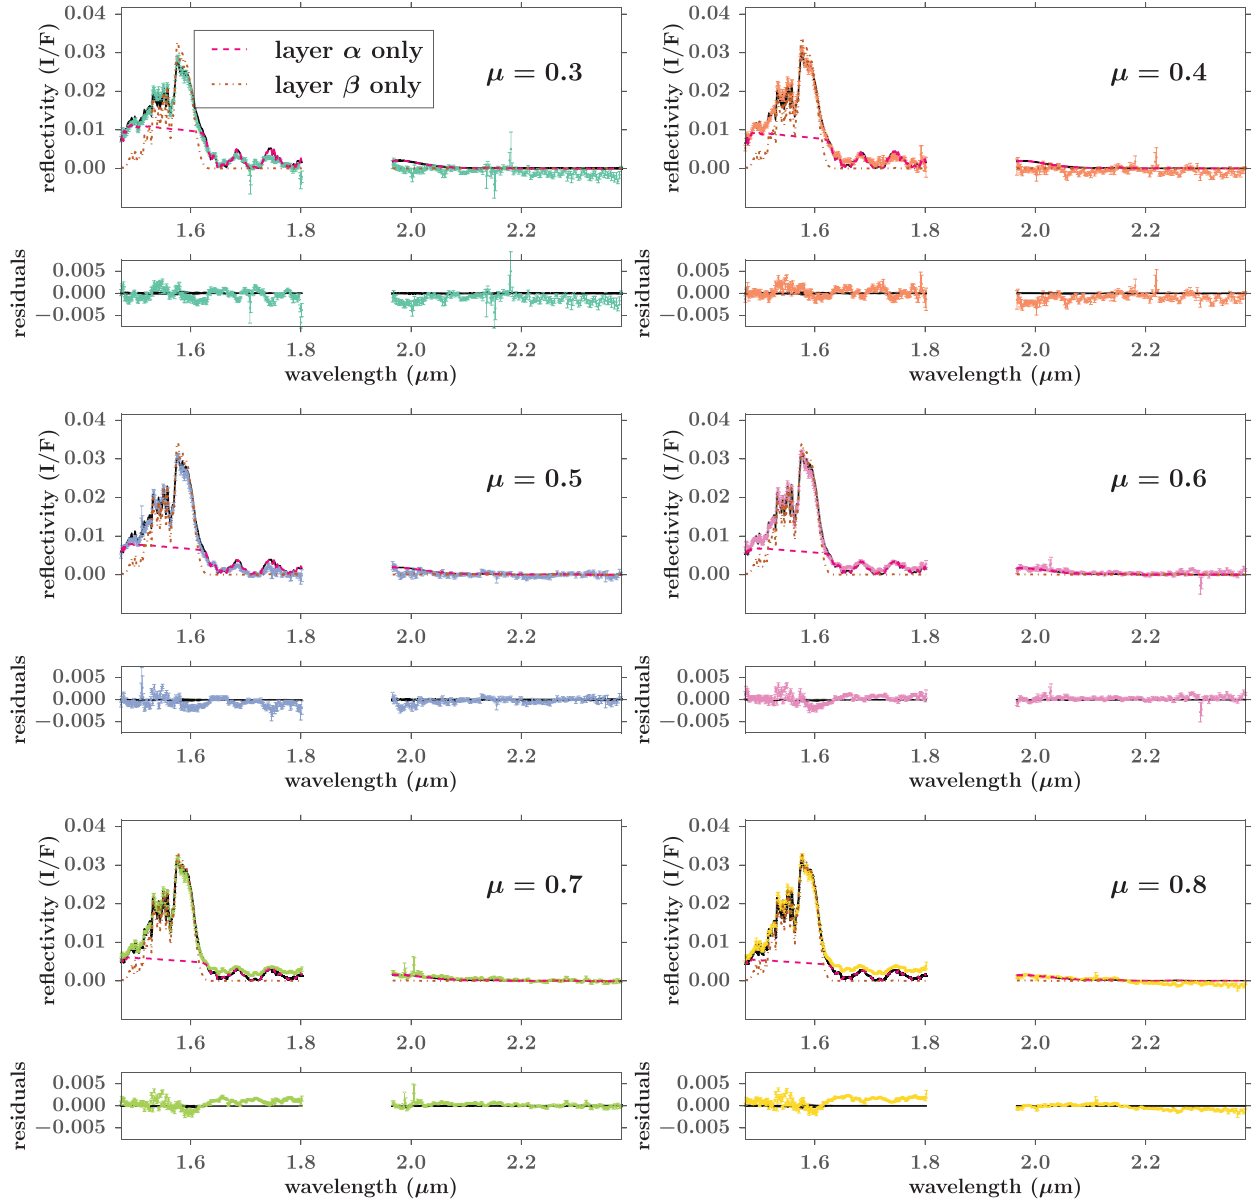 0.04
0.03
0.02
0.01
0.00
reflectivity (I/F)
layer α only
layer β only
μ = 0.3
1.6 1.8 2.0 2.2
0.005
0.000
−0.005
residuals
1.6 1.8 2.0 2.2
wavelength (μm)
0.04
0.03
0.02
0.01
0.00
reflectivity (I/F)
μ = 0.4
1.6 1.8 2.0 2.2
0.005
0.000
−0.005
residuals
1.6 1.8 2.0 2.2
wavelength (μm)
0.04
0.03
0.02
0.01
0.00
reflectivity (I/F)
μ = 0.5
1.6 1.8 2.0 2.2
0.005
0.000
−0.005
residuals
1.6 1.8 2.0 2.2
wavelength (μm)
0.04
0.03
0.02
0.01
0.00
reflectivity (I/F)
μ = 0.6
1.6 1.8 2.0 2.2
0.005
0.000
−0.005
residuals
1.6 1.8 2.0 2.2
wavelength (μm)
0.04
0.03
0.02
0.01
0.00
reflectivity (I/F)
μ = 0.7
1.6 1.8 2.0 2.2
0.005
0.000
−0.005
residuals
1.6 1.8 2.0 2.2
wavelength (μm)
0.04
0.03
0.02
0.01
0.00
reflectivity (I/F)
μ = 0.8
1.6 1.8 2.0 2.2
0.005
0.000
−0.005
residuals
1.6 1.8 2.0 2.2
wavelength (μm)